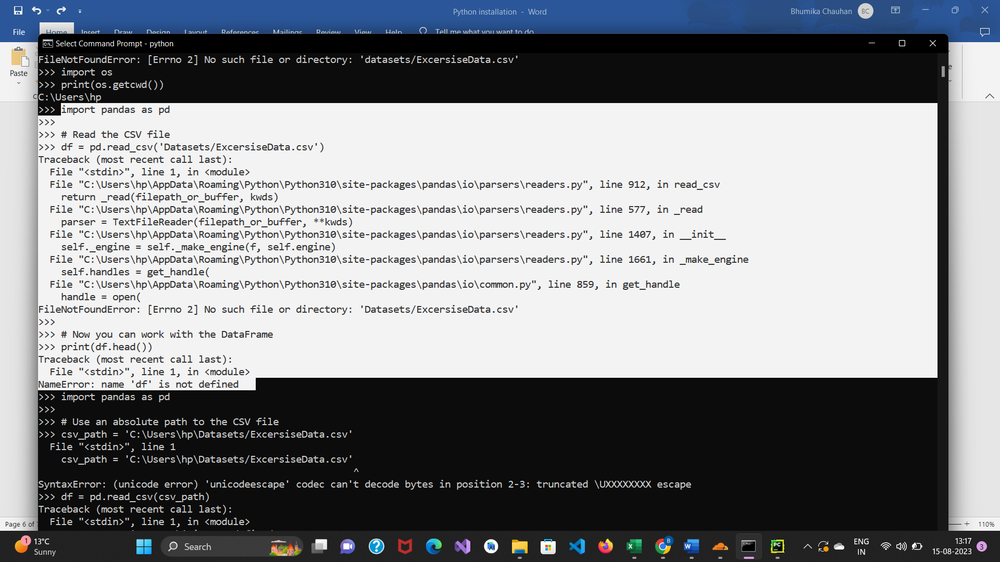 Python installation - Word
Bhumika Chauhan
BC
File
Home
Insert
Draw
Design
Layout
References
Mailings
Review
View
Help
Tell me what you want to do
Paste
Select Command Prompt - python
FileNotFoundError: [Errno 2] No such file or directory: 'datasets/ExcersiseData.csv'
>>> import os
>>> print(os.getcwd())
C:\Users\hp
>>> import pandas as pd
>>>
>>> # Read the CSV file
>>> df = pd.read_csv('Datasets/ExcersiseData.csv')
Traceback (most recent call last):
  File "<stdin>", line 1, in <module>
  File "C:\Users\hp\AppData\Roaming\Python\Python310\site-packages\pandas\io\parsers\readers.py", line 912, in read_csv
    return _read(filepath_or_buffer, kwds)
  File "C:\Users\hp\AppData\Roaming\Python\Python310\site-packages\pandas\io\parsers\readers.py", line 577, in _read
    parser = TextFileReader(filepath_or_buffer, **kwds)
  File "C:\Users\hp\AppData\Roaming\Python\Python310\site-packages\pandas\io\parsers\readers.py", line 1407, in __init__
    self._engine = self._make_engine(f, self.engine)
  File "C:\Users\hp\AppData\Roaming\Python\Python310\site-packages\pandas\io\parsers\readers.py", line 1661, in _make_engine
    self.handles = get_handle(
  File "C:\Users\hp\AppData\Roaming\Python\Python310\site-packages\pandas\io\common.py", line 859, in get_handle
    handle = open(
FileNotFoundError: [Errno 2] No such file or directory: 'Datasets/ExcersiseData.csv'
>>>
>>> # Now you can work with the DataFrame
>>> print(df.head())
Traceback (most recent call last):
  File "<stdin>", line 1, in <module>
NameError: name 'df' is not defined
>>> import pandas as pd
>>>
>>> # Use an absolute path to the CSV file
>>> csv_path = 'C:\Users\hp\Datasets/ExcersiseData.csv'
  File "<stdin>", line 1
    csv_path = 'C:\Users\hp\Datasets/ExcersiseData.csv'
^
SyntaxError: (unicode error) 'unicodeescape' codec can't decode bytes in position 2-3: truncated \UXXXXXXXX escape
>>> df = pd.read_csv(csv_path)
Traceback (most recent call last):
  File "<stdin>", line 1, in <module>
Page 6 of
110%
1
13°C
Sunny
Search
B
PC
ENG
IN
13:17
15-08-2023
3